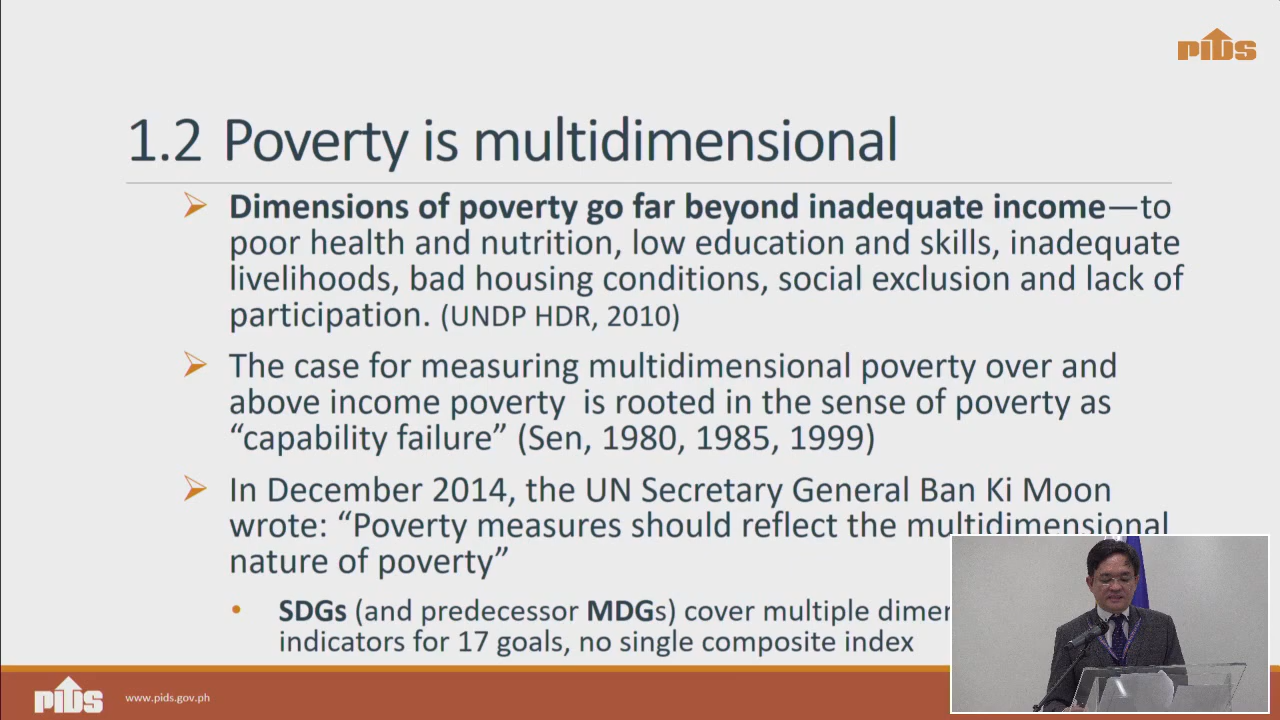 PIDS
1.2 Poverty is multidimensional
Dimensions of poverty go far beyond inadequate income—to
poor health and nutrition, low education and skills, inadequate
livelihoods, bad housing conditions, social exclusion and lack of
participation. (UNDP HDR, 2010)
The case for measuring multidimensional poverty over and
above income poverty is rooted in the sense of poverty as
“capability failure” (Sen, 1980, 1985, 1999)
In December 2014, the UN Secretary General Ban Ki Moon
wrote: “Poverty measures should reflect the multidimensional
nature of poverty”
SDGs (and predecessor MDGs) cover multiple
indicators for 17 goals, no single composite index
PIDS
www.pids.gov.ph